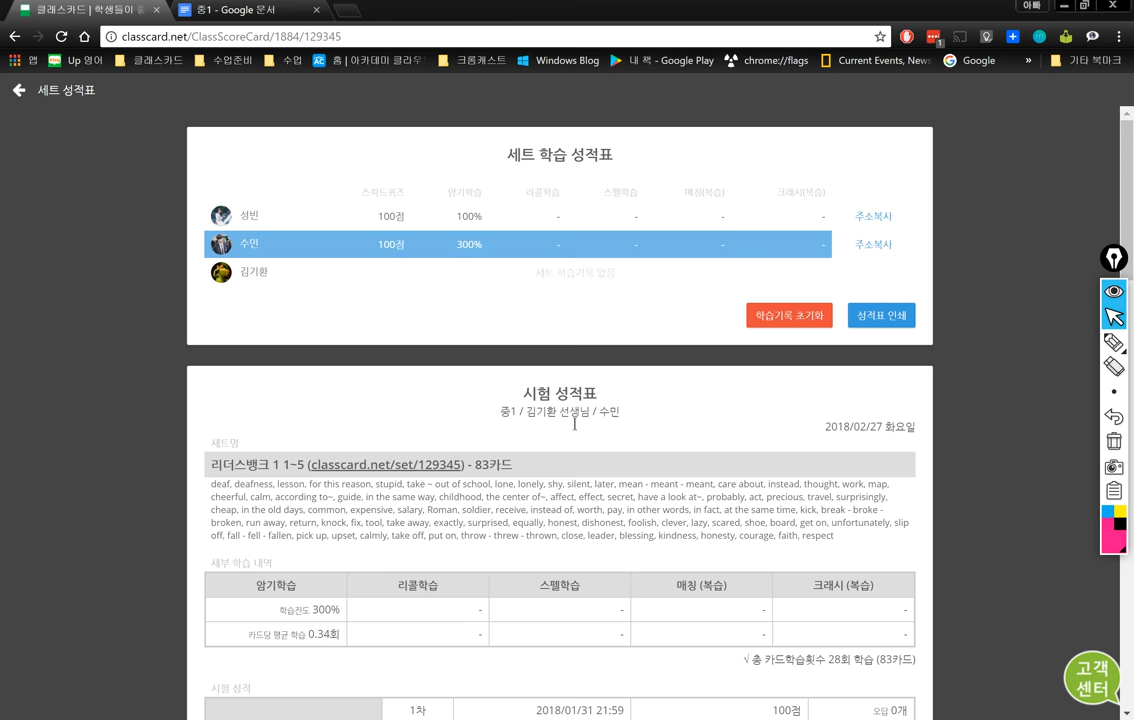 클래스카드 | 학생들이 좋
중1 - Google 문서
아빠
classcard.net/ClassScoreCard/1884/129345
1
앱
Up 영어
클래스카드
수업준비
수업
홈 | 아카데미 클라우
크롬캐스트
Windows Blog
내 책 - Google Play
chrome://flags
Current Events, News
Google
»
기타 북마크
세트 성적표
세트 학습 성적표
스피드퀴즈 암기학습 리콜학습 스펠학습 매칭(복습) 크래시(복습)
성빈 100점 100% - - - - 주소복사
수민 100점 300% - - - - 주소복사
김기환 세트 학습기록 없음
학습기록 초기화 성적표 인쇄
시험 성적표
중1 / 김기환 선생님 / 수민
2018/02/27 화요일
세트명
리더스뱅크 1 1~5 (classcard.net/set/129345) - 83카드
deaf, deafness, lesson, for this reason, stupid, take ~ out of school, lone, lonely, shy, silent, later, mean - meant - meant, care about, instead, thought, work, map,
cheerful, calm, according to~, guide, in the same way, childhood, the center of~, affect, effect, secret, have a look at~, probably, act, precious, travel, surprisingly,
cheap, in the old days, common, expensive, salary, Roman, soldier, receive, instead of, worth, pay, in other words, in fact, at the same time, kick, break - broke -
broken, run away, return, knock, fix, tool, take away, exactly, surprised, equally, honest, dishonest, foolish, clever, lazy, scared, shoe, board, get on, unfortunately, slip
off, fall - fell - fallen, pick up, upset, calmly, take off, put on, throw - threw - thrown, close, leader, blessing, kindness, honesty, courage, faith, respect
세부 학습 내역
암기학습 리콜학습 스펠학습 매칭 (복습) 크래시 (복습)
학습진도 300% - - - -
카드당 평균 학습 0.34회 - - - -
√ 총 카드학습횟수 28회 학습 (83카드)
시험 성적
1차 2018/01/31 21:59 100점 오답 0개
고객
센터